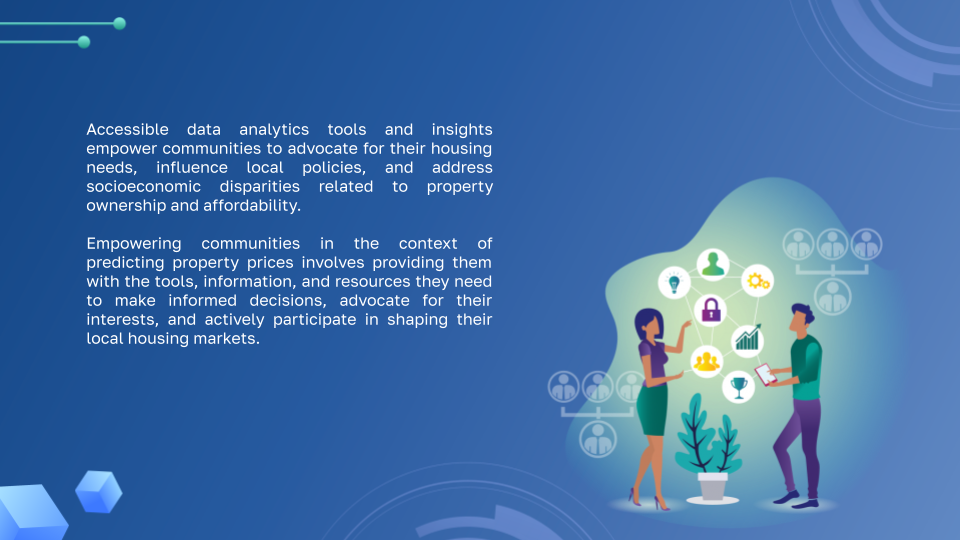 Accessible data analytics tools and insights
empower communities to advocate for their housing
needs, influence local policies, and address
socioeconomic disparities related to property
ownership and affordability.
Empowering communities in the context of
predicting property prices involves providing them
with the tools, information, and resources they need
to make informed decisions, advocate for their
interests, and actively participate in shaping their
local housing markets.